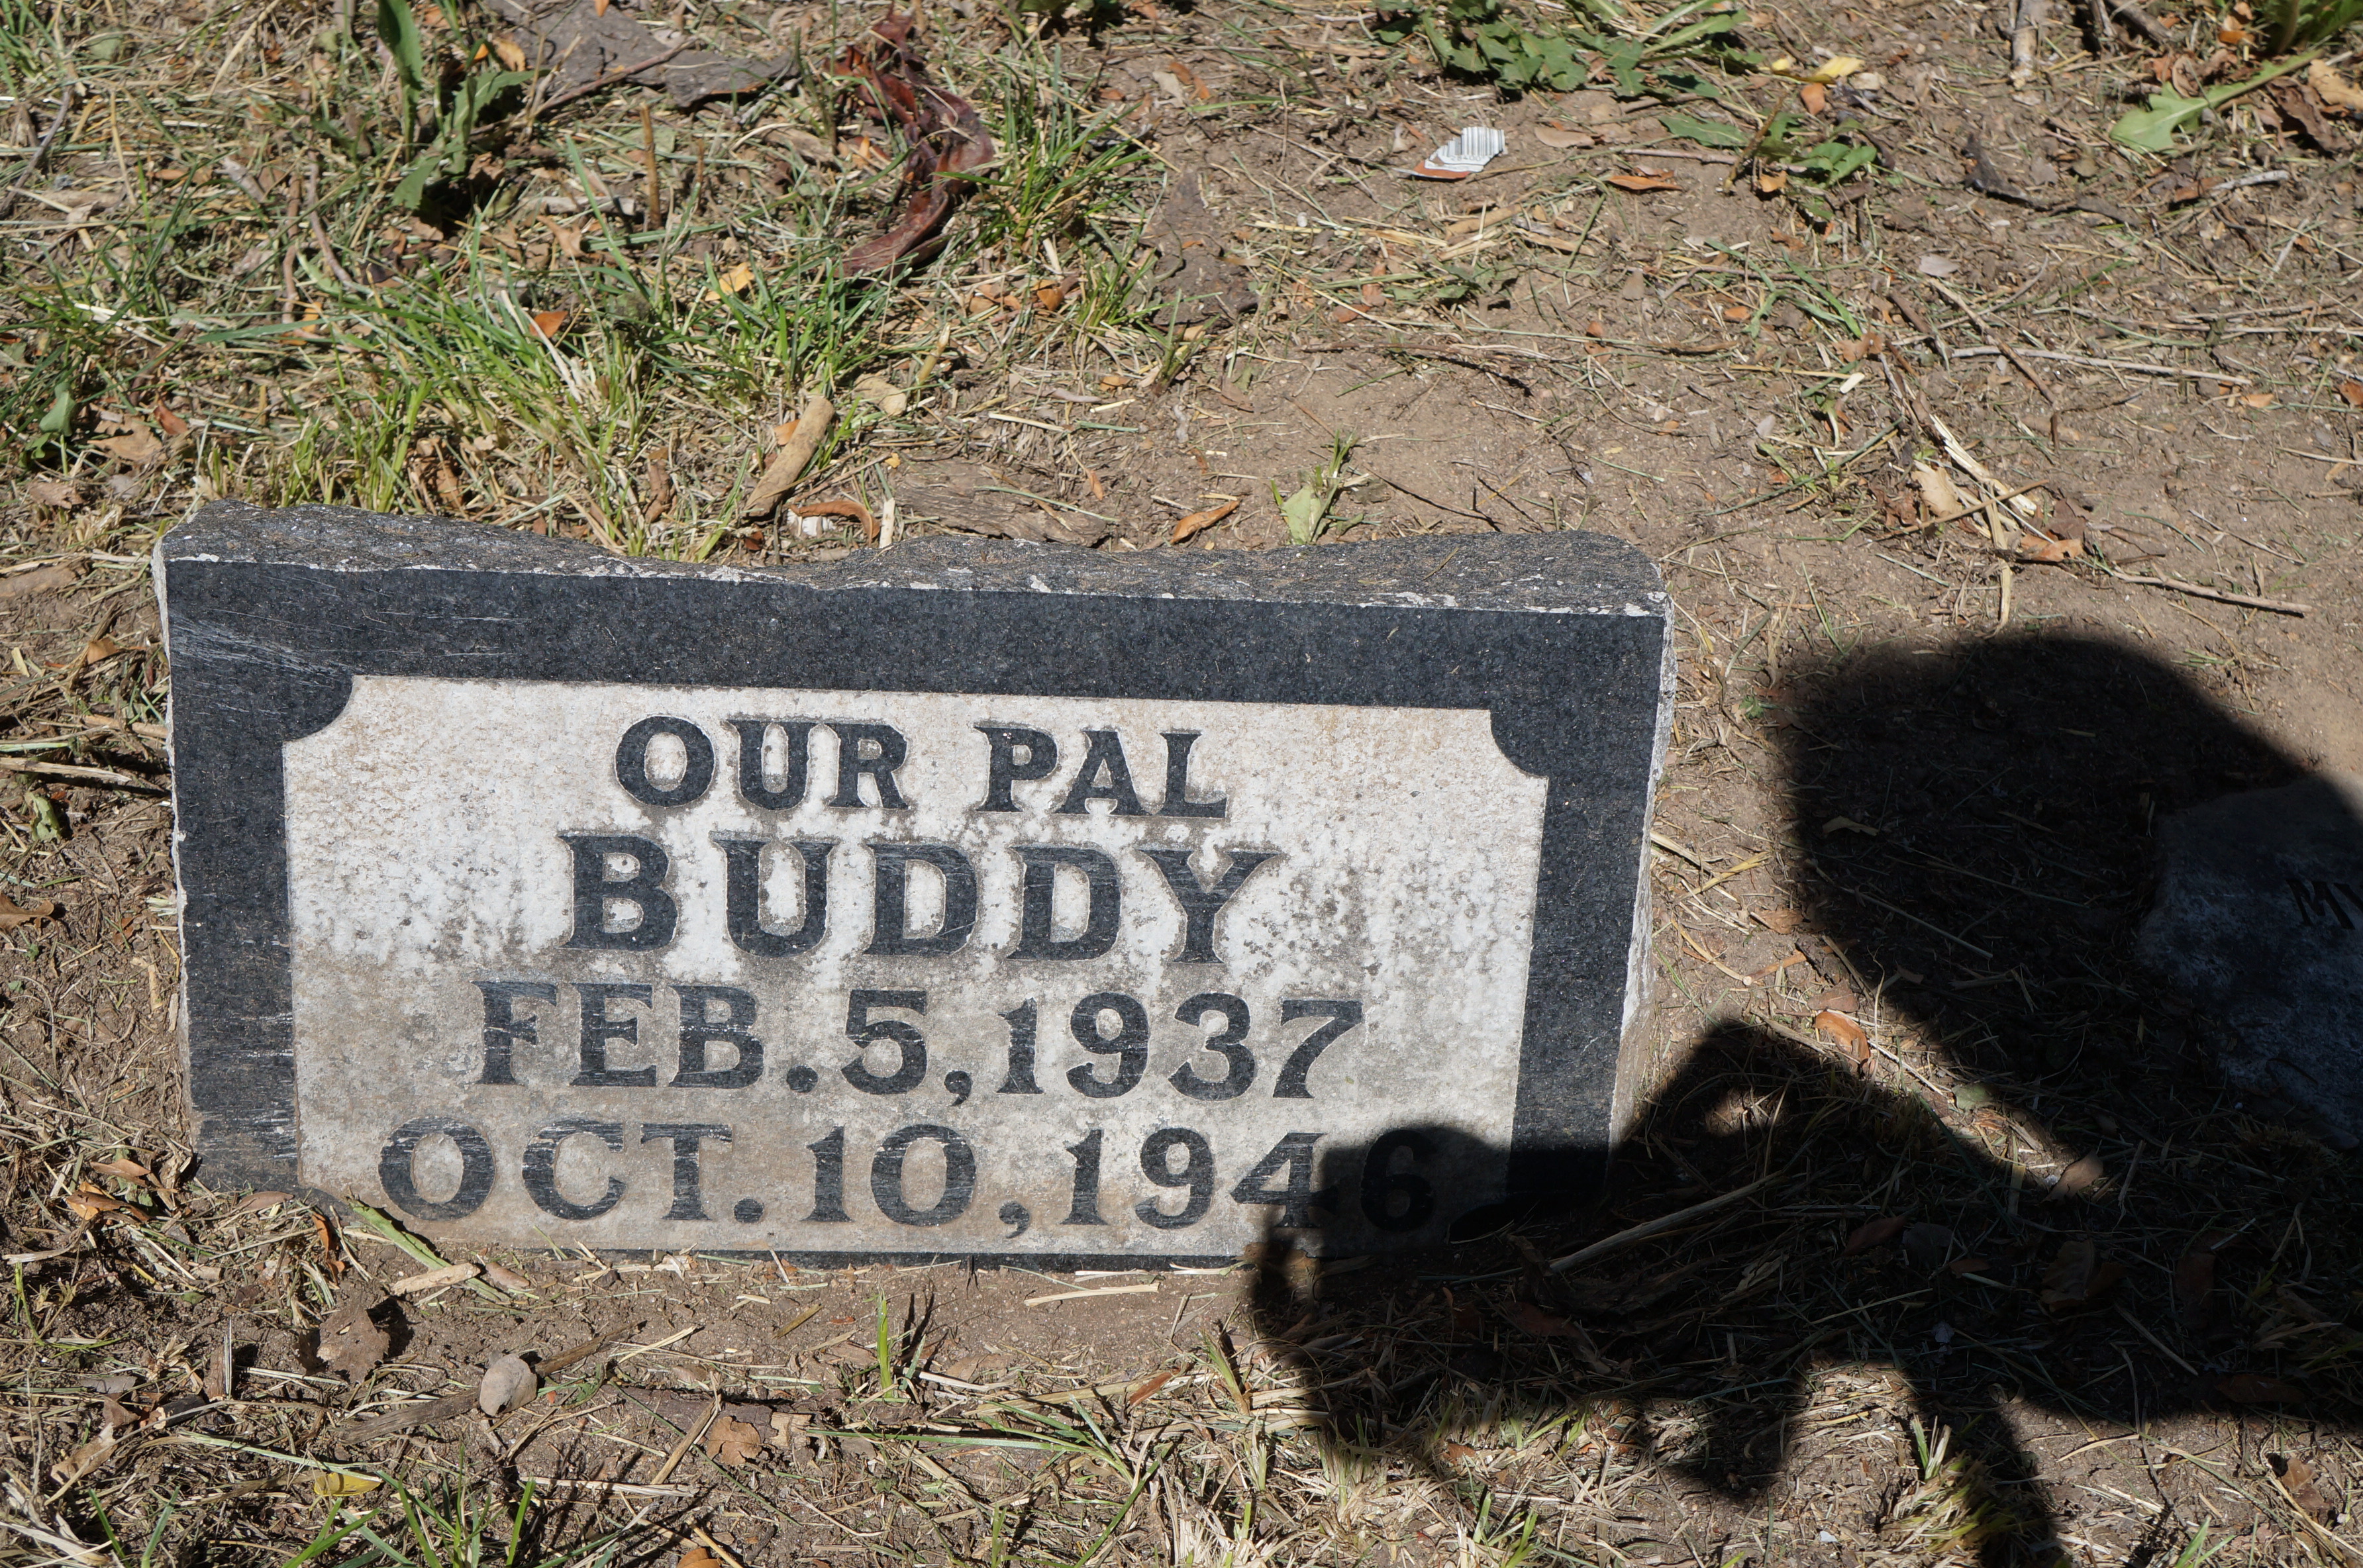 OUR PAL
BUDDY
FEB. 5, 1937
OCT. 10, 1946